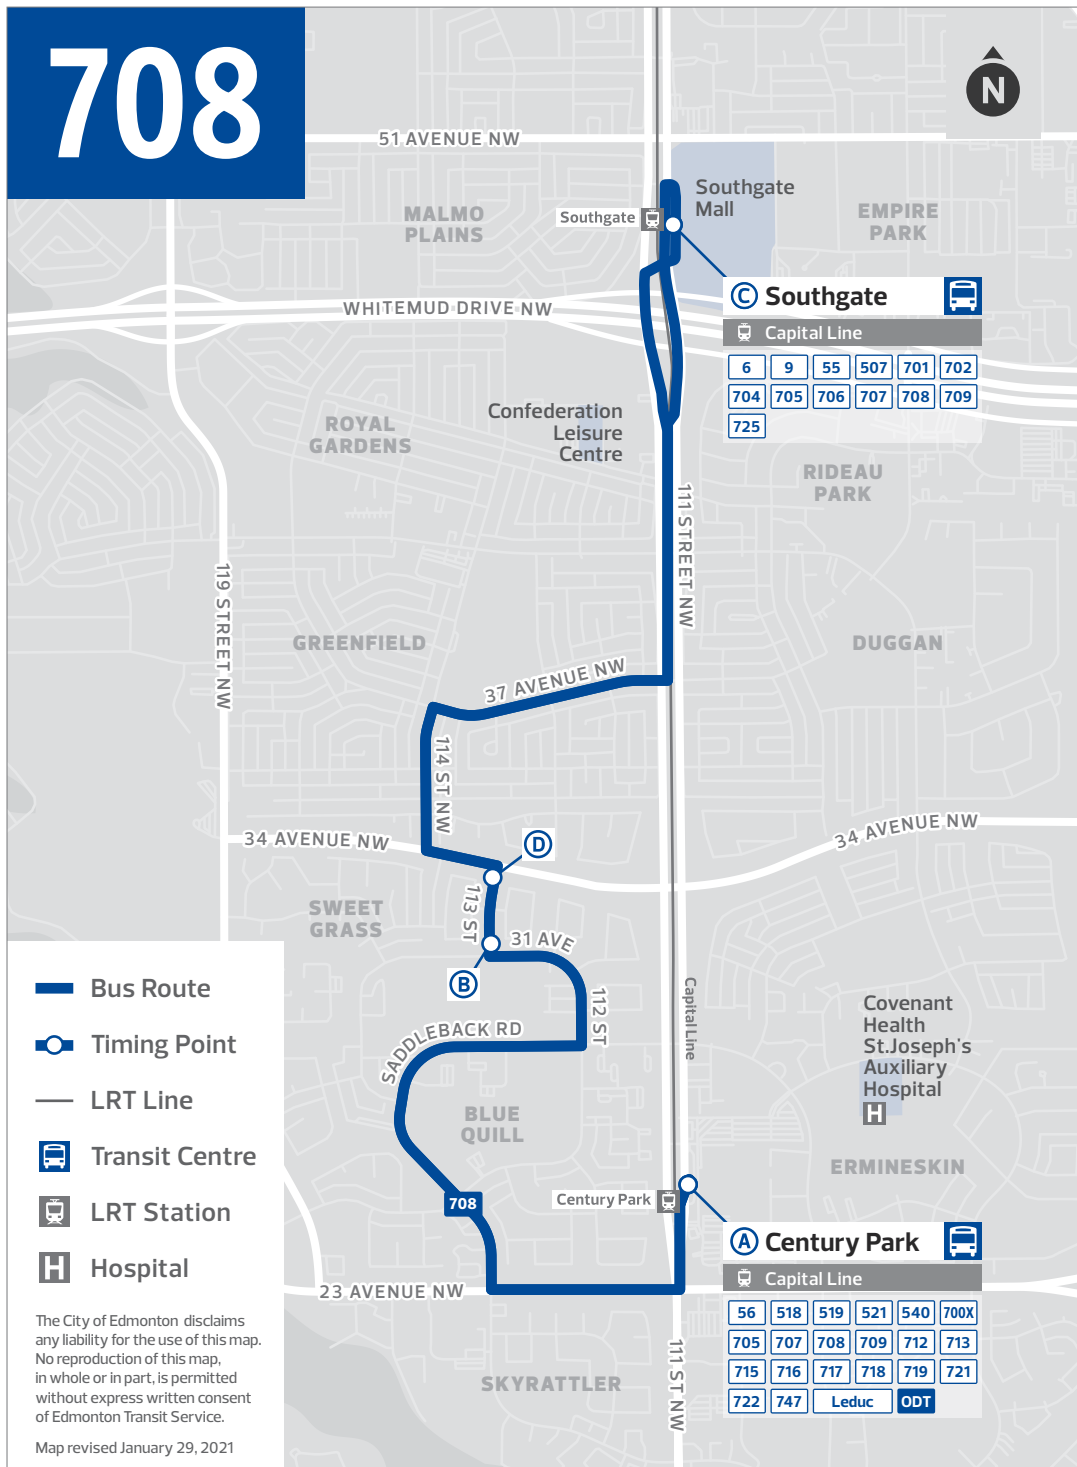 708
N
51 AVENUE NW
Southgate
Mall
MALMO
PLAINS
EMPIRE
PARK
Southgate
C Southgate
Capital Line
6 9 55 507 701 702
704 705 706 707 708 709
725
WHITEMUD DRIVE NW
Confederation
Leisure
Centre
ROYAL
GARDENS
RIDEAU
PARK
111 STREET NW
119 STREET NW
GREENFIELD
DUGGAN
37 AVENUE NW
114 ST NW
34 AVENUE NW
34 AVENUE NW
D
SWEET
GRASS
113 ST
31 AVE
B
112 ST
Capital Line
SADDLEBACK RD
Covenant
Health
St.Joseph's
Auxiliary
Hospital
H
BLUE
QUILL
ERMINESKIN
708
Century Park
A Century Park
Capital Line
56 518 519 521 540 700X
705 707 708 709 712 713
715 716 717 718 719 721
722 747 Leduc ODT
23 AVENUE NW
SKYRATTLER
111 ST NW
Bus Route
Timing Point
LRT Line
Transit Centre
LRT Station
H Hospital
The City of Edmonton disclaims
any liability for the use of this map.
No reproduction of this map,
in whole or in part, is permitted
without express written consent
of Edmonton Transit Service.
Map revised January 29, 2021